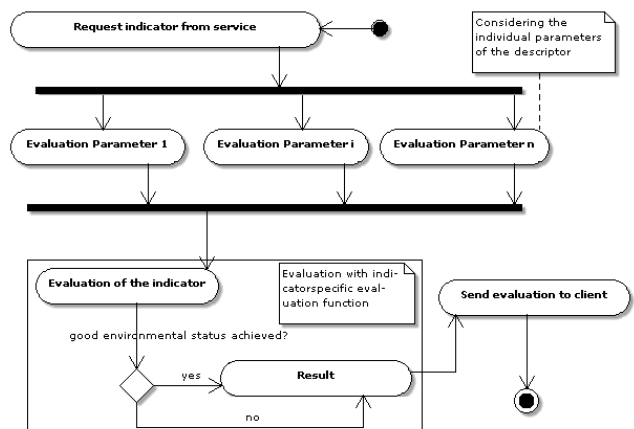 Request indicator from service
Considering the
individual parameters
of the descriptor
Evaluation Parameter 1
Evaluation Parameter i
Evaluation Parameter n
Evaluation of the indicator
Evaluation with indi-
catorspecific eval-
uation function
Send evaluation to client
good environmental status achieved?
yes
Result
no